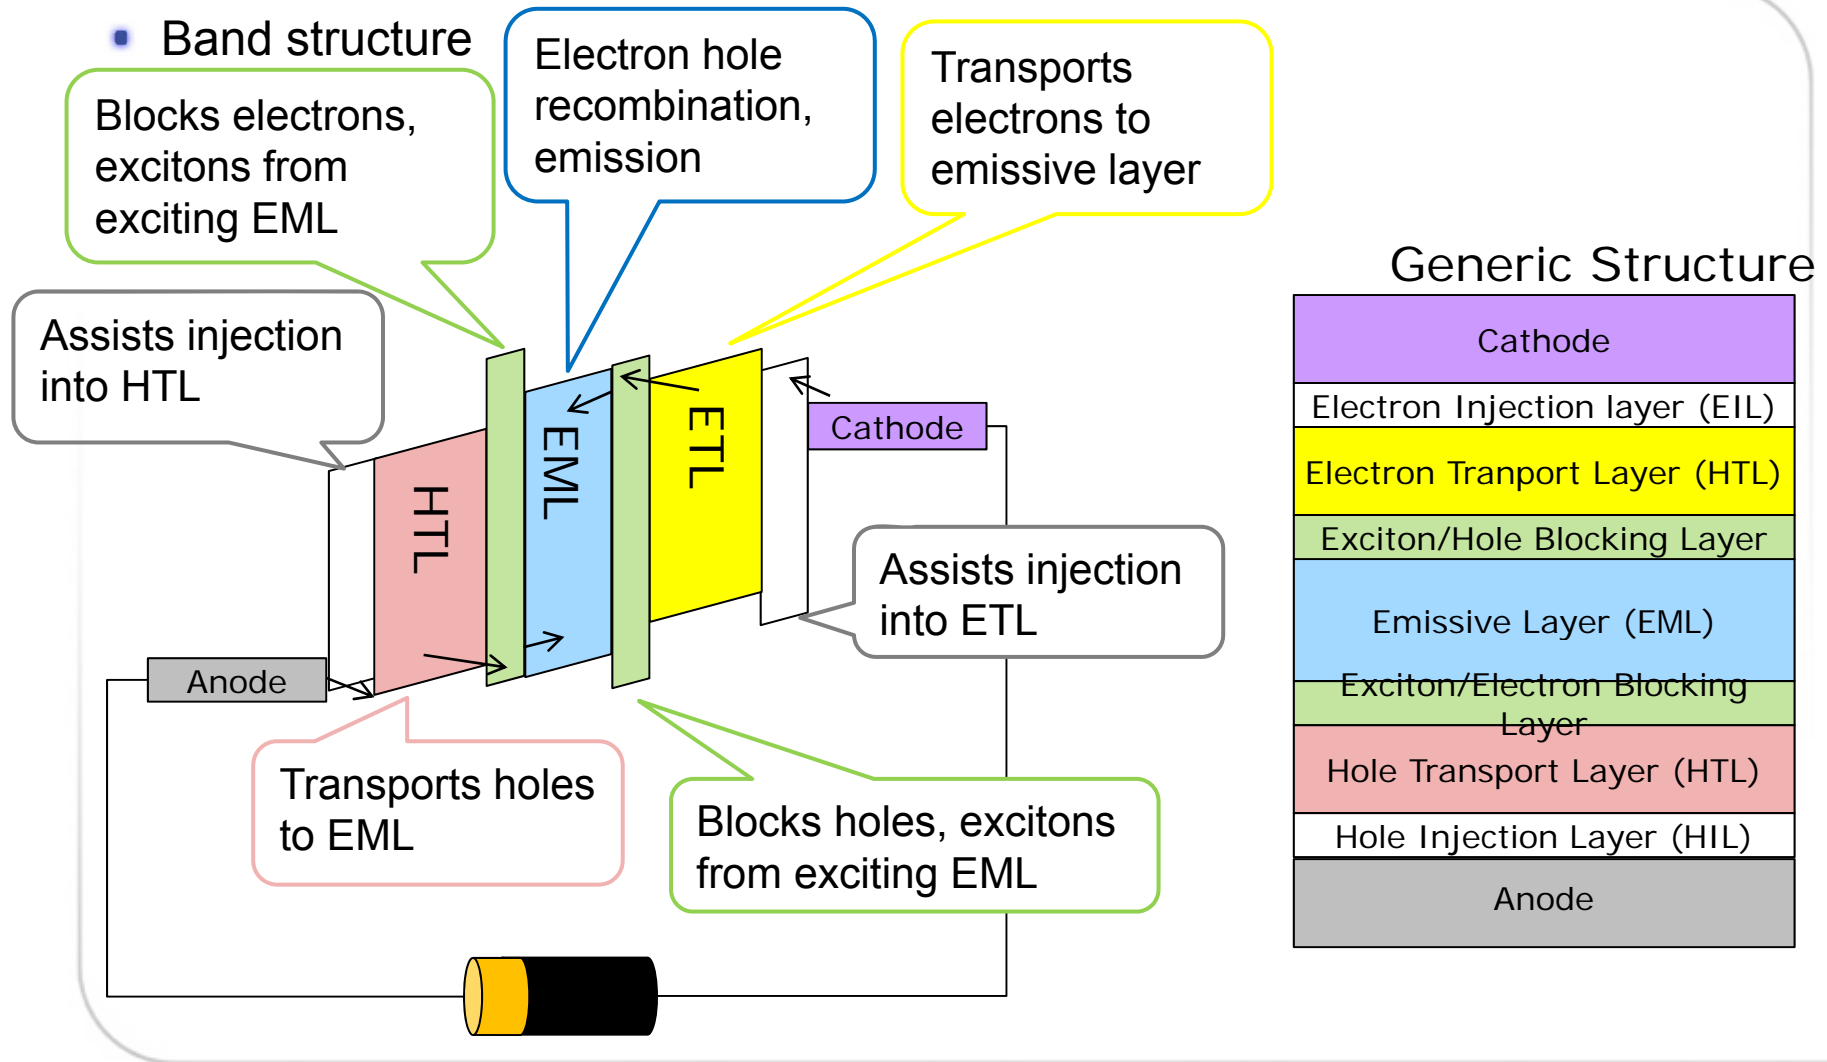 Band structure
Blocks electrons,
excitons from
exciting EML
Electron hole
recombination,
emission
Transports
electrons to
emissive layer
Assists injection
into HTL
HTL
EML
ETL
Cathode
Anode
Assists injection
into ETL
Transports holes
to EML
Blocks holes, excitons
from exciting EML
Generic Structure
Cathode
Electron Injection layer (EIL)
Electron Tranport Layer (HTL)
Exciton/Hole Blocking Layer
Emissive Layer (EML)
Exciton/Electron Blocking
Layer
Hole Transport Layer (HTL)
Hole Injection Layer (HIL)
Anode